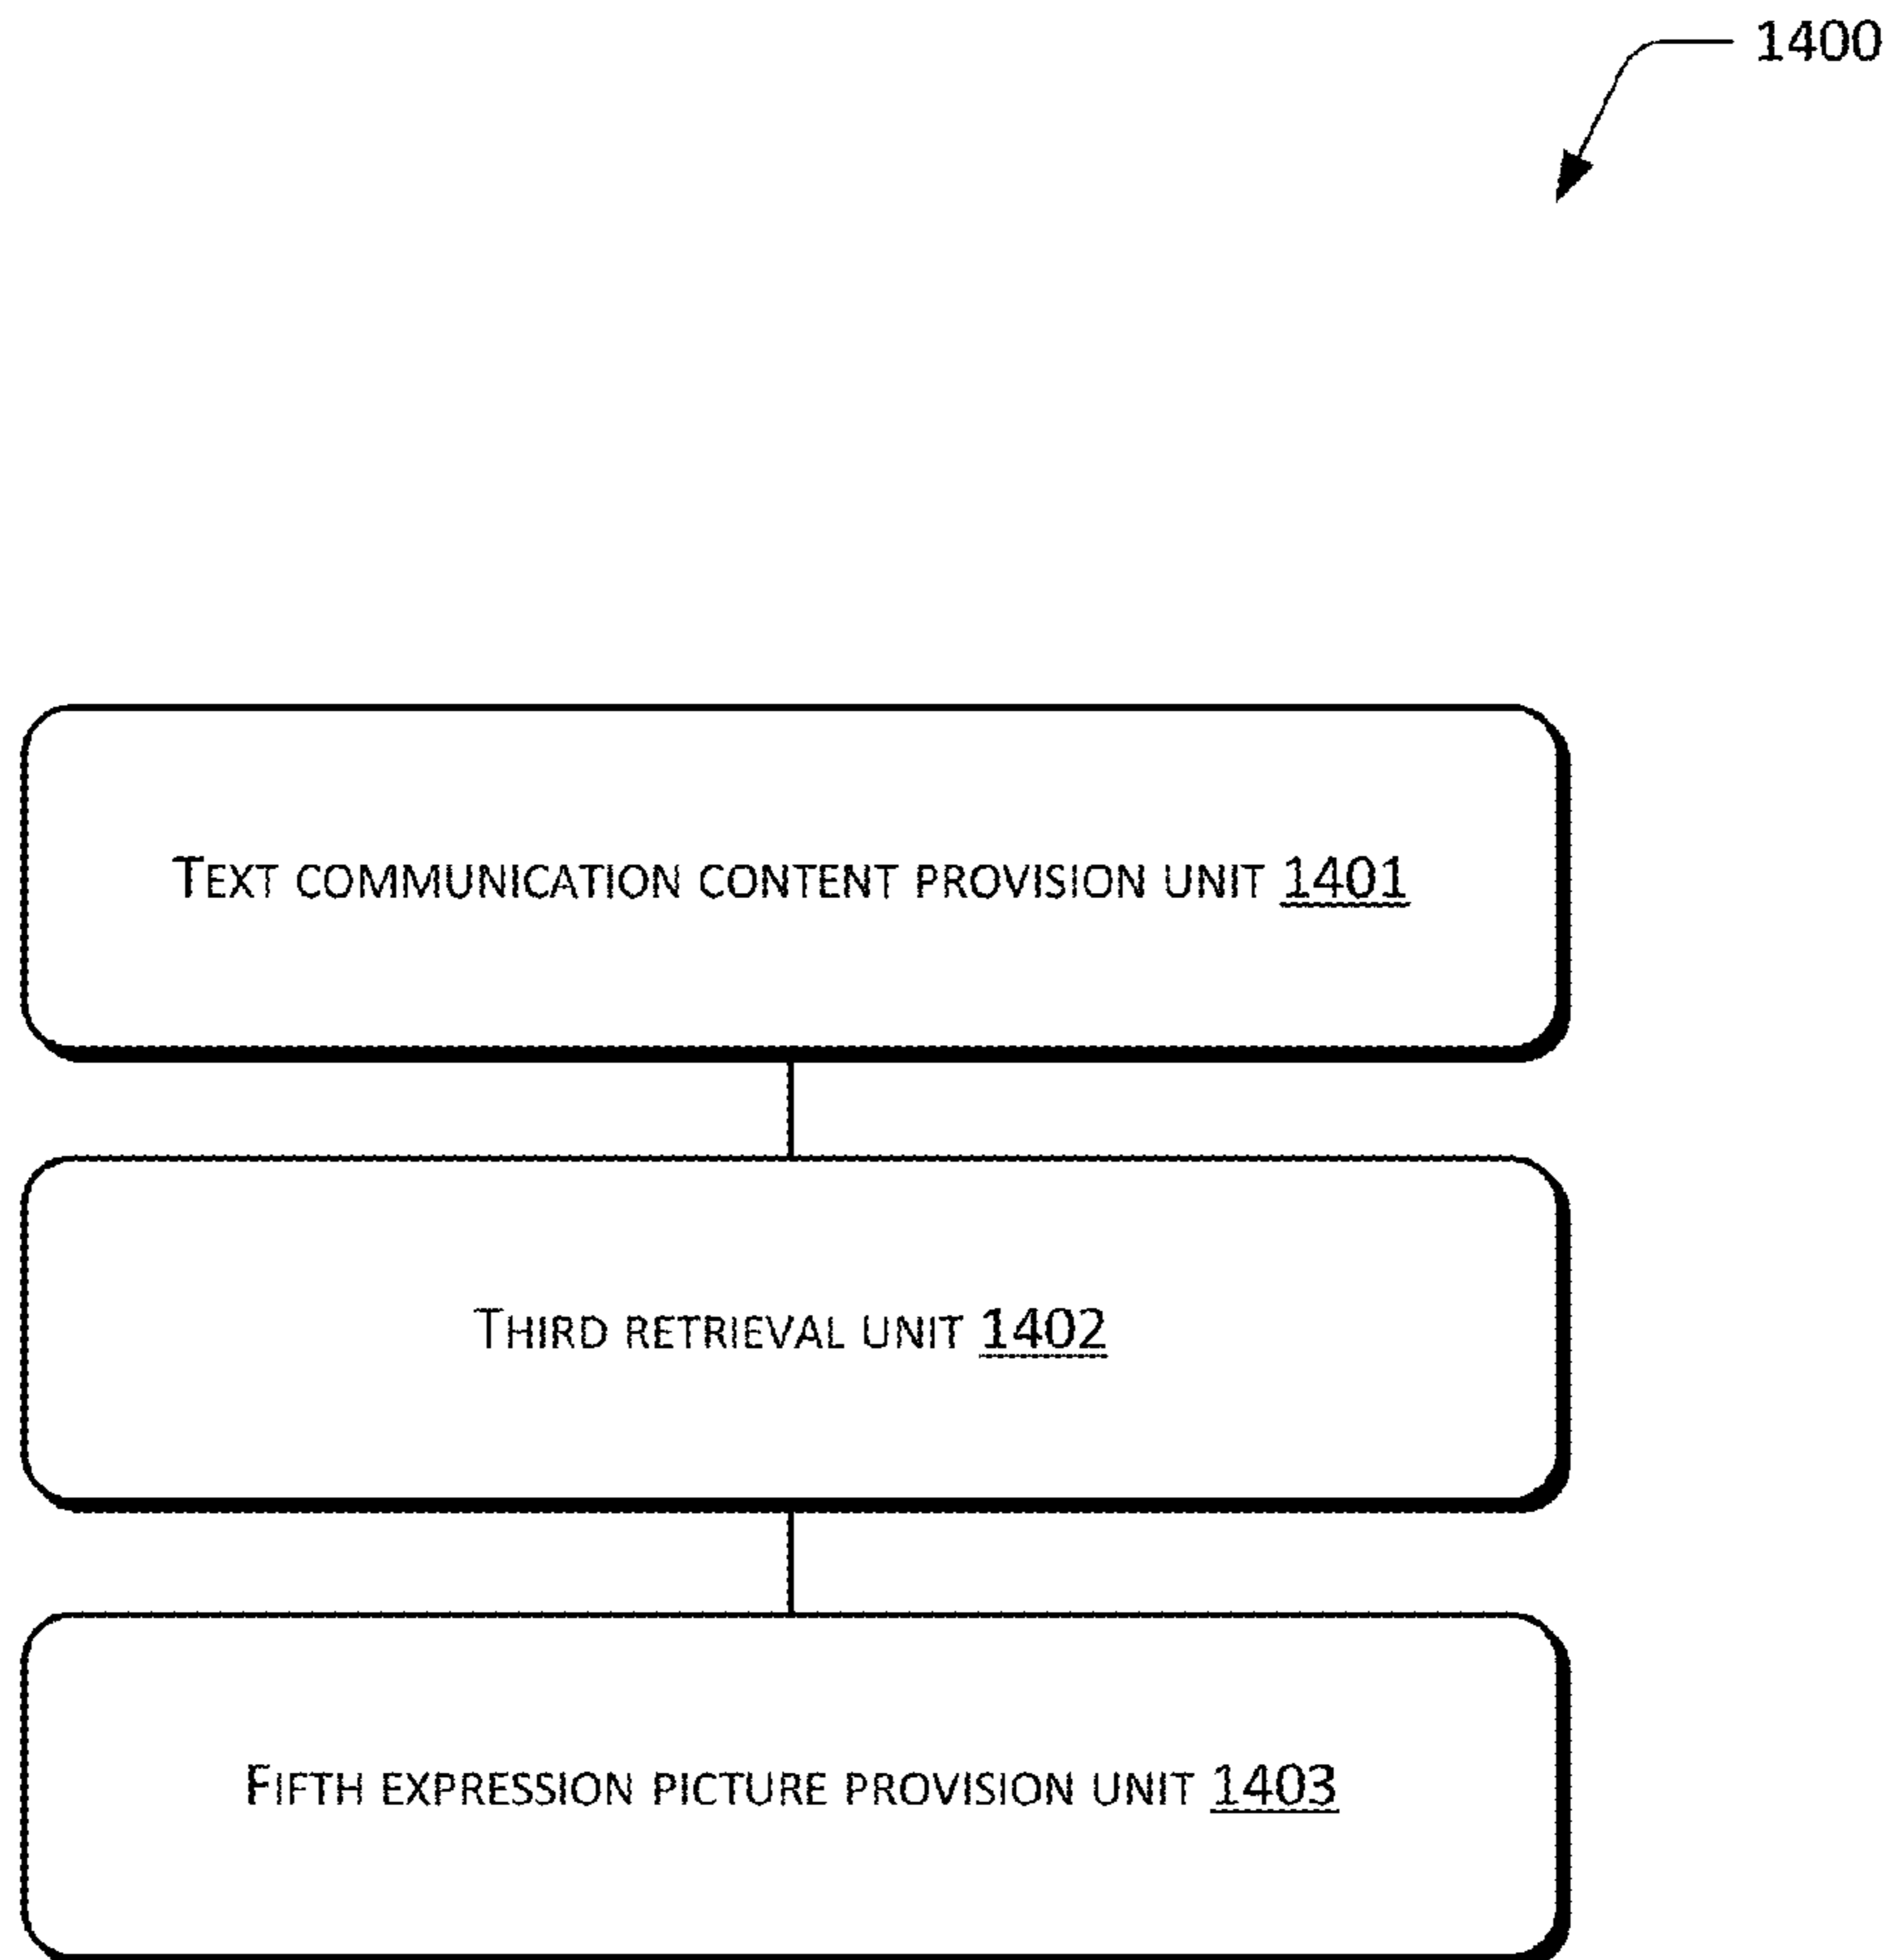 1400
Text communication content provision unit 1401
Third retrieval unit 1402
Fifth expression picture provision unit 1403